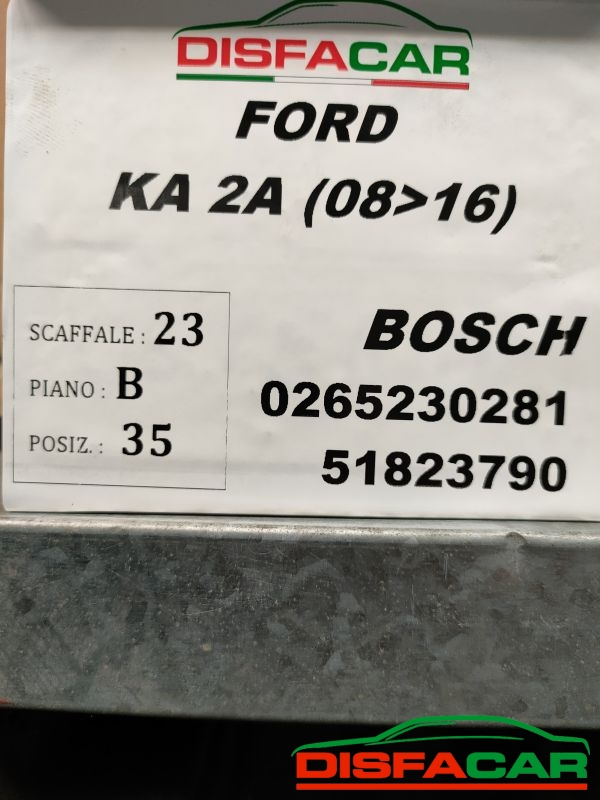 DISFACAR
FORD
KA 2A (08>16)
SCAFFALE : 23
PIANO : B
POSIZ. : 35
BOSCH
0265230281
51823790
DISFACAR